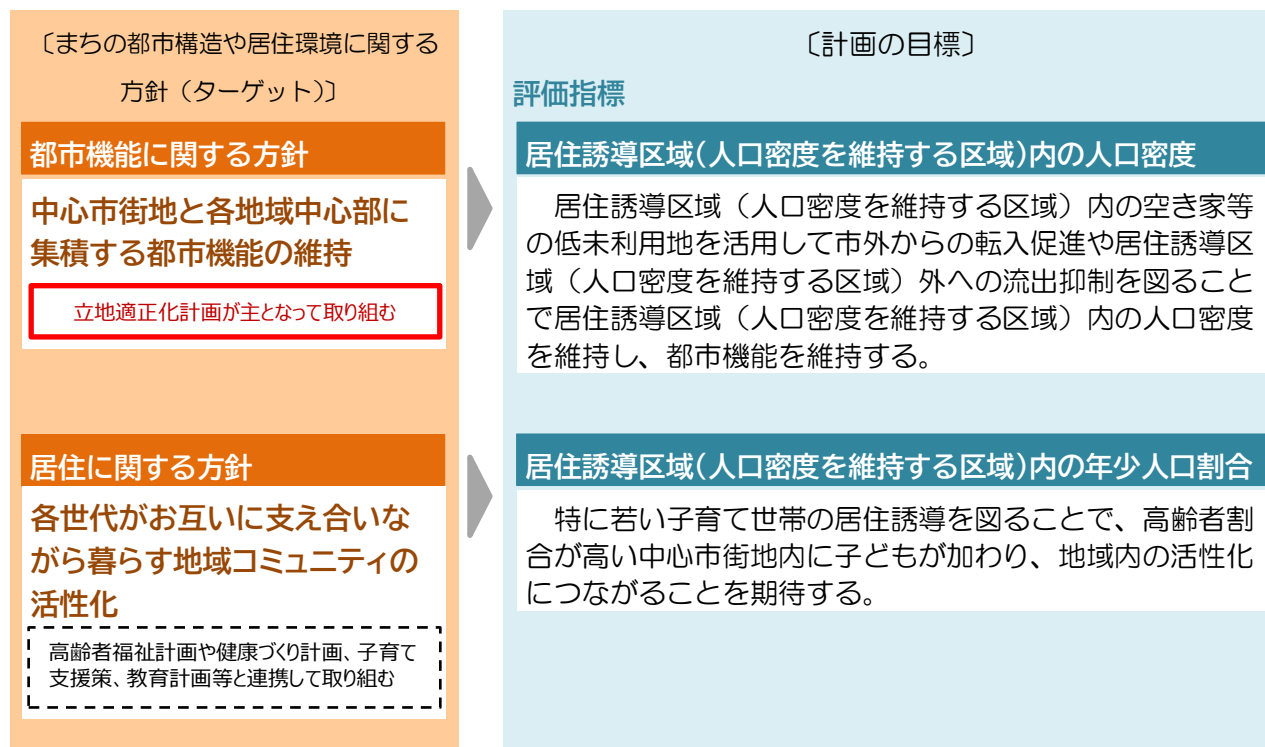 〔まちの都市構造や居住環境に関する
方針（ターゲット）〕
都市機能に関する方針
中心市街地と各地域中心部に
集積する都市機能の維持
立地適正化計画が主となって取り組む
居住に関する方針
各世代がお互いに支え合いな
がら暮らす地域コミュニティの
活性化
高齢者福祉計画や健康づくり計画、子育て
支援策、教育計画等と連携して取り組む
〔計画の目標〕
評価指標
居住誘導区域(人口密度を維持する区域)内の人口密度
居住誘導区域（人口密度を維持する区域）内の空き家等
の低未利用地を活用して市外からの転入促進や居住誘導区
域（人口密度を維持する区域）外への流出抑制を図ること
で居住誘導区域（人口密度を維持する区域）内の人口密度
を維持し、都市機能を維持する。
居住誘導区域(人口密度を維持する区域)内の年少人口割合
特に若い子育て世帯の居住誘導を図ることで、高齢者割
合が高い中心市街地内に子どもが加わり、地域内の活性化
につながることを期待する。